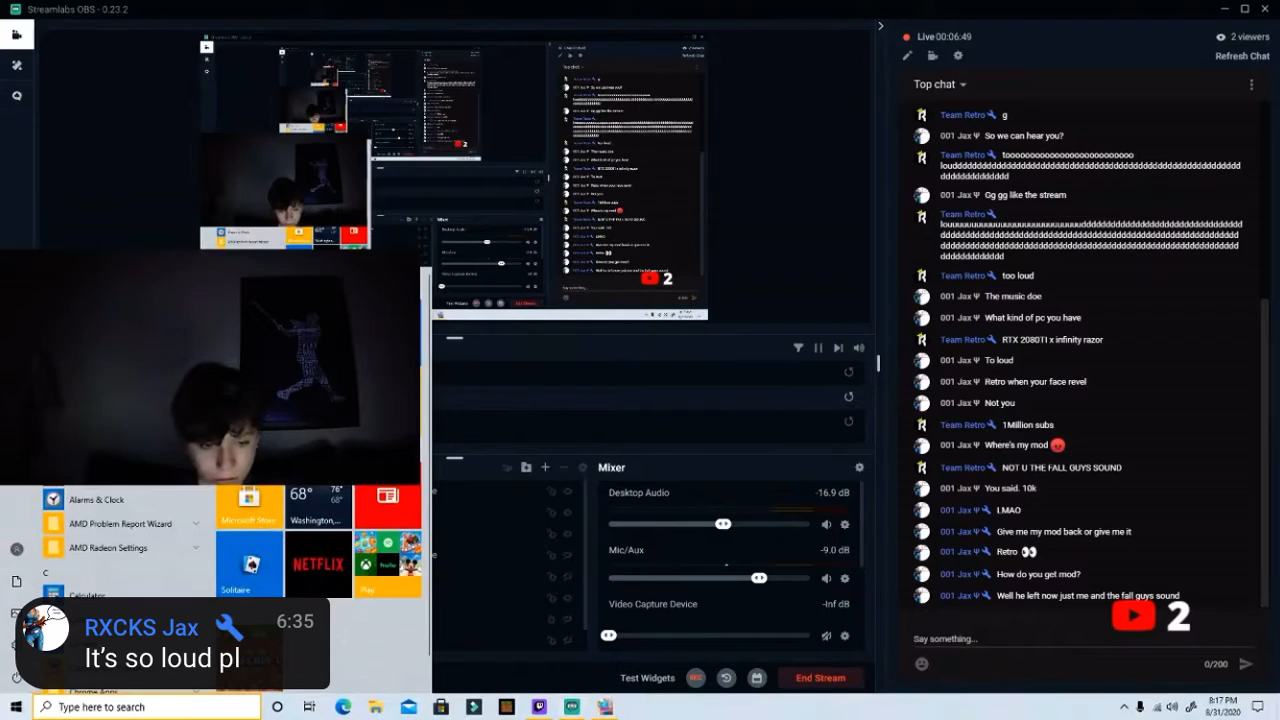 Streamlabs OBS - 0.23.2
Live 00:06:49
2 viewers
Refresh Chat
Top chat
Team Retro g
001 Jax Ψ So we can hear you?
001 Jax Ψ Gg gg like the stream
Team Retro too loud
001 Jax Ψ The music doe
001 Jax Ψ What kind of pc you have
Team Retro RTX 2080TI x infinity razor
001 Jax Ψ To loud
001 Jax Ψ Retro when your face revel
001 Jax Ψ Not you
Team Retro 1Million subs
001 Jax Ψ Where's my mod 😡
Team Retro NOT U THE FALL GUYS SOUND
001 Jax Ψ You said. 10k
001 Jax Ψ LMAO
001 Jax Ψ Give me my mod back or give me it
001 Jax Ψ Retro 👀
001 Jax Ψ How do you get mod?
001 Jax Ψ Well he left now just me and the fall guys sound
2
Say something...
0/200
Mixer
Desktop Audio -16.9 dB
Mic/Aux -9.0 dB
Video Capture Device -Inf dB
Test Widgets
REC
End Stream
Alarms & Clock
AMD Problem Report Wizard
AMD Radeon Settings
C
Calculator
Chrome Apps
Microsoft Store
68° 76° 68°
Washington,...
Solitaire
NETFLIX
hulu
Play
RXCKS Jax 6:35
It's so loud pl
Type here to search
8:17 PM
8/31/2020